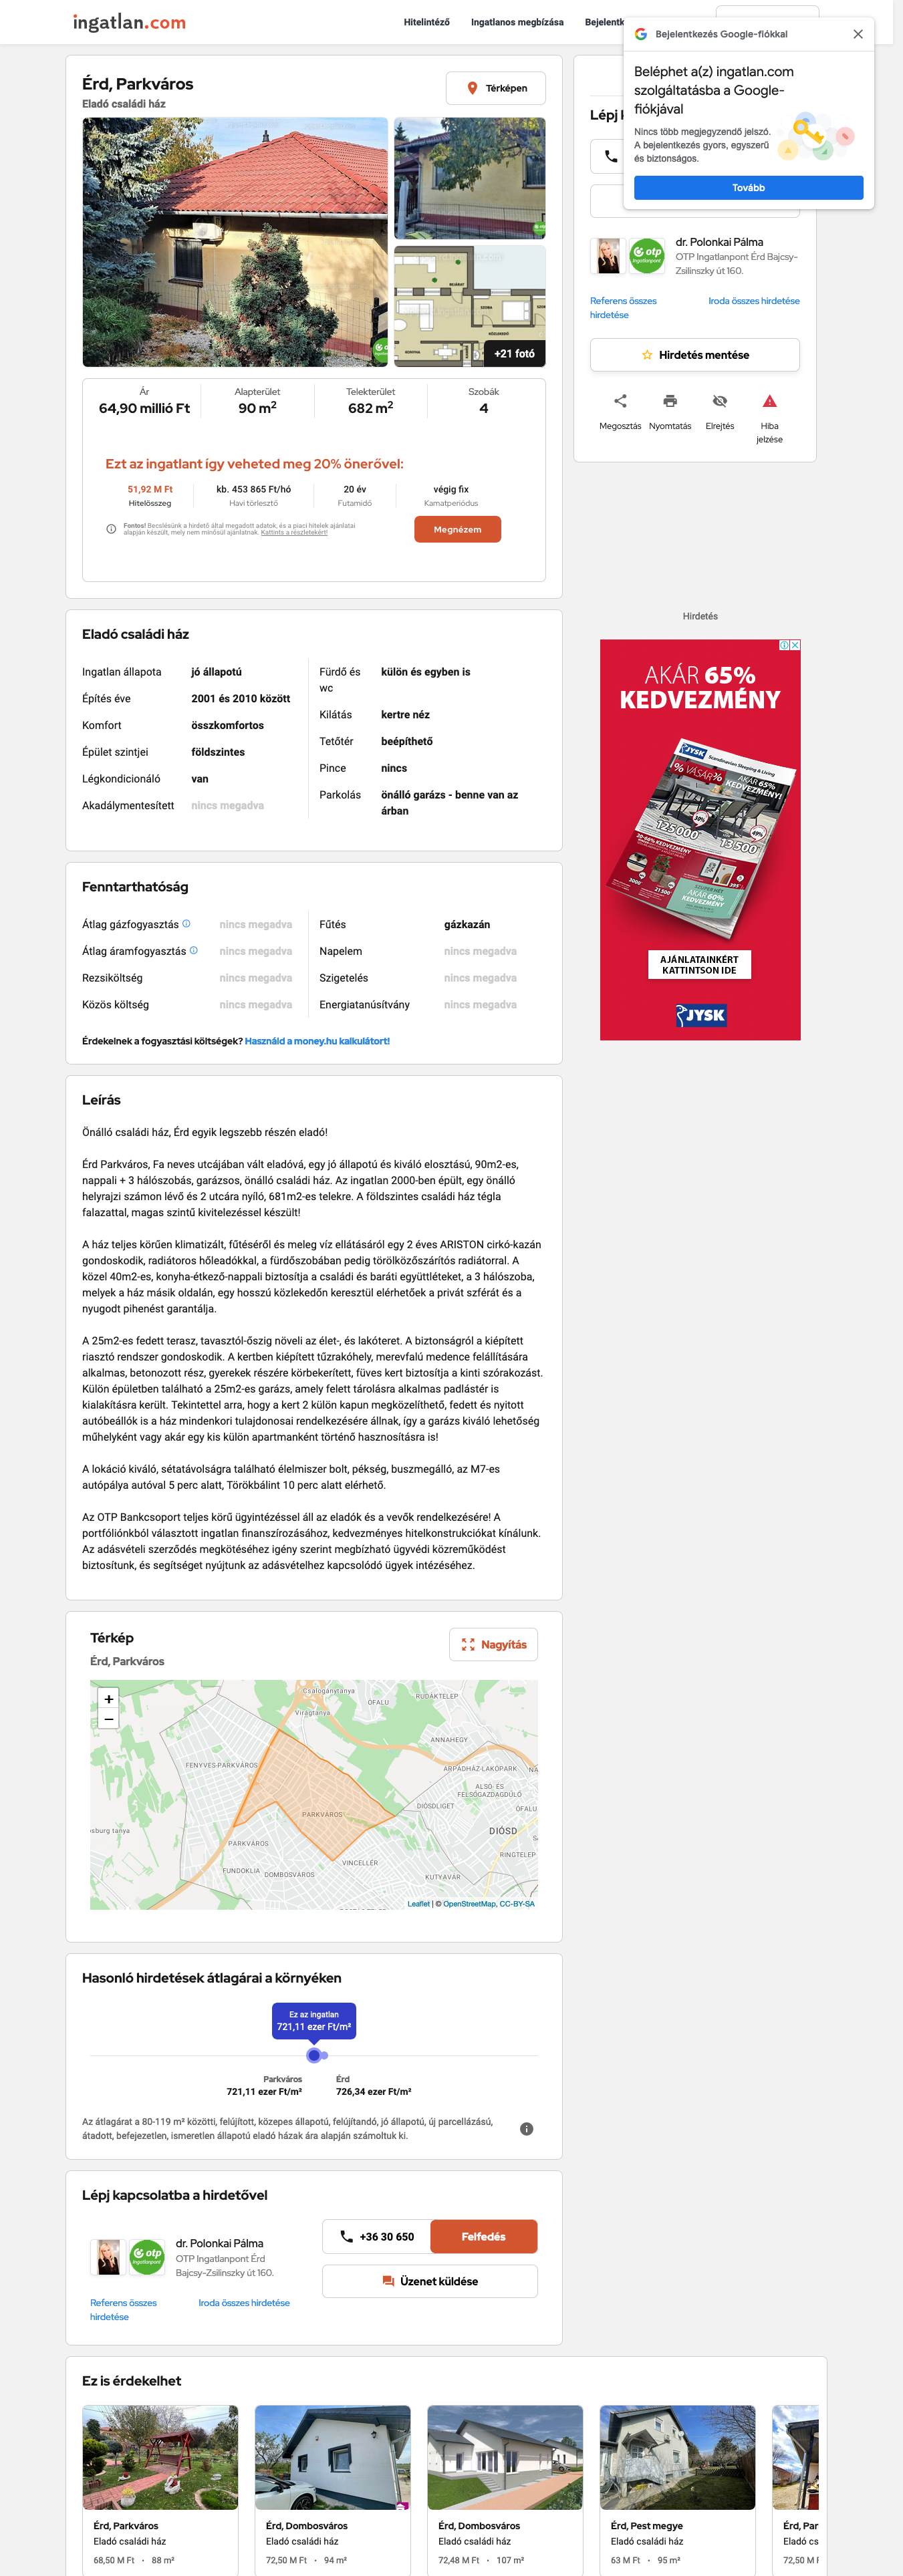 ingatlan.com
Hitelintéző
Ingatlanos megbízása
Bejelentk
Bejelentkezés Google-fiókkal
Beléphet a(z) ingatlan.com
szolgáltatásba a Google-
fiókjával
Nincs több megjegyzendő jelszó.
A bejelentkezés gyors, egyszerű
és biztonságos.
Tovább
Érd, Parkváros
Eladó családi ház
Térképen
+21 fotó
Lépj
dr. Polonkai Pálma
OTP Ingatlanpont Érd Bajcsy-
Zsilinszky út 160.
Referens összes
hirdetése
Iroda összes hirdetése
Hirdetés mentése
Megosztás
Nyomtatás
Elrejtés
Hiba
jelzése
Ár
64,90 millió Ft
Alapterület
90 m2
Telekterület
682 m2
Szobák
4
Ezt az ingatlant így veheted meg 20% önerővel:
51,92 M Ft
Hitelösszeg
kb. 453 865 Ft/hó
Havi törlesztő
20 év
Futamidő
végig fix
Kamatperiódus
Fontos! Becslésünk a hirdető által megadott adatok, és a piaci hitelek ajánlatai
alapján készült, mely nem minősül ajánlatnak. Kattints a részletekért!
Megnézem
Eladó családi ház
Ingatlan állapota jó állapotú
Építés éve 2001 és 2010 között
Komfort összkomfortos
Épület szintjei földszintes
Légkondicionáló van
Akadálymentesített nincs megadva
Fürdő és
wc
külön és egyben is
Kilátás kertre néz
Tetőtér beépíthető
Pince nincs
Parkolás önálló garázs - benne van az
árban
Hirdetés
AKÁR 65%
KEDVEZMÉNY
JYSK
Scandinavian Sleeping & Living
AJÁNLATAINKÉRT
KATTINTSON IDE
JYSK
Fenntarthatóság
Átlag gázfogyasztás nincs megadva
Átlag áramfogyasztás nincs megadva
Rezsiköltség nincs megadva
Közös költség nincs megadva
Fűtés gázkazán
Napelem nincs megadva
Szigetelés nincs megadva
Energiatanúsítvány nincs megadva
Érdekelnek a fogyasztási költségek? Használd a money.hu kalkulátort!
Leírás
Önálló családi ház, Érd egyik legszebb részén eladó!
Érd Parkváros, Fa neves utcájában vált eladóvá, egy jó állapotú és kiváló elosztású, 90m2-es,
nappali + 3 hálószobás, garázsos, önálló családi ház. Az ingatlan 2000-ben épült, egy önálló
helyrajzi számon lévő és 2 utcára nyíló, 681m2-es telekre. A földszintes családi ház tégla
falazattal, magas szintű kivitelezéssel készült!
A ház teljes körűen klimatizált, fűtéséről és meleg víz ellátásáról egy 2 éves ARISTON cirkó-kazán
gondoskodik, radiátoros hőleadókkal, a fürdőszobában pedig törölközőszárítós radiátorral. A
közel 40m2-es, konyha-étkező-nappali biztosítja a családi és baráti együttléteket, a 3 hálószoba,
melyek a ház másik oldalán, egy hosszú közlekedőn keresztül elérhetőek a privát szférát és a
nyugodt pihenést garantálja.
A 25m2-es fedett terasz, tavasztól-őszig növeli az élet-, és lakóteret. A biztonságról a kiépített
riasztó rendszer gondoskodik. A kertben kiépített tűzrakóhely, merevfalú medence felállítására
alkalmas, betonozott rész, gyerekek részére körbekerített, füves kert biztosítja a kinti szórakozást.
Külön épületben található a 25m2-es garázs, amely felett tárolásra alkalmas padlástér is
kialakításra került. Tekintettel arra, hogy a kert 2 külön kapun megközelíthető, fedett és nyitott
autóbeállók is a ház mindenkori tulajdonosai rendelkezésére állnak, így a garázs kiváló lehetőség
műhelyként vagy akár egy kis külön apartmanként történő hasznosításra is!
A lokáció kiváló, sétatávolságra található élelmiszer bolt, pékség, buszmegálló, az M7-es
autópálya autóval 5 perc alatt, Törökbálint 10 perc alatt elérhető.
Az OTP Bankcsoport teljes körű ügyintézéssel áll az eladók és a vevők rendelkezésére! A
portfóliónkból választott ingatlan finanszírozásához, kedvezményes hitelkonstrukciókat kínálunk.
Az adásvételi szerződés megkötéséhez igény szerint megbízható ügyvédi közreműködést
biztosítunk, és segítséget nyújtunk az adásvételhez kapcsolódó ügyek intézéséhez.
Térkép
Érd, Parkváros
Nagyítás
+
−
Csalogánytanya
Virágtanya
ÓFALU
RUDÁKTELEP
ANNAHEGY
FENYVES-PARKVÁROS
ÁRPÁDHÁZ-LAKÓPARK
ALSÓ- ÉS
FELSŐGAZDAGDŰLŐ
DIÓSDLIGET
ÓFALU
PARKVÁROS
DIÓSD
osburg tanya
PARKVÁROS
RINGTELEP
VINCELLÉR
FUNDOKLIA
DOMBOSVÁROS
KUTYAVÁR
Leaflet | © OpenStreetMap, CC-BY-SA
Hasonló hirdetések átlagárai a környéken
Ez az ingatlan
721,11 ezer Ft/m²
Parkváros
721,11 ezer Ft/m²
Érd
726,34 ezer Ft/m²
Az átlagárat a 80-119 m² közötti, felújított, közepes állapotú, felújítandó, jó állapotú, új parcellázású,
átadott, befejezetlen, ismeretlen állapotú eladó házak ára alapján számoltuk ki.
Lépj kapcsolatba a hirdetővel
dr. Polonkai Pálma
OTP Ingatlanpont Érd
Bajcsy-Zsilinszky út 160.
Referens összes
hirdetése
Iroda összes hirdetése
+36 30 650
Felfedés
Üzenet küldése
Ez is érdekelhet
Érd, Parkváros
Eladó családi ház
68,50 M Ft • 88 m²
Érd, Dombosváros
Eladó családi ház
72,50 M Ft • 94 m²
Érd, Dombosváros
Eladó családi ház
72,48 M Ft • 107 m²
Érd, Pest megye
Eladó családi ház
63 M Ft • 95 m²
Érd, Par
Eladó cs
72,50 M F